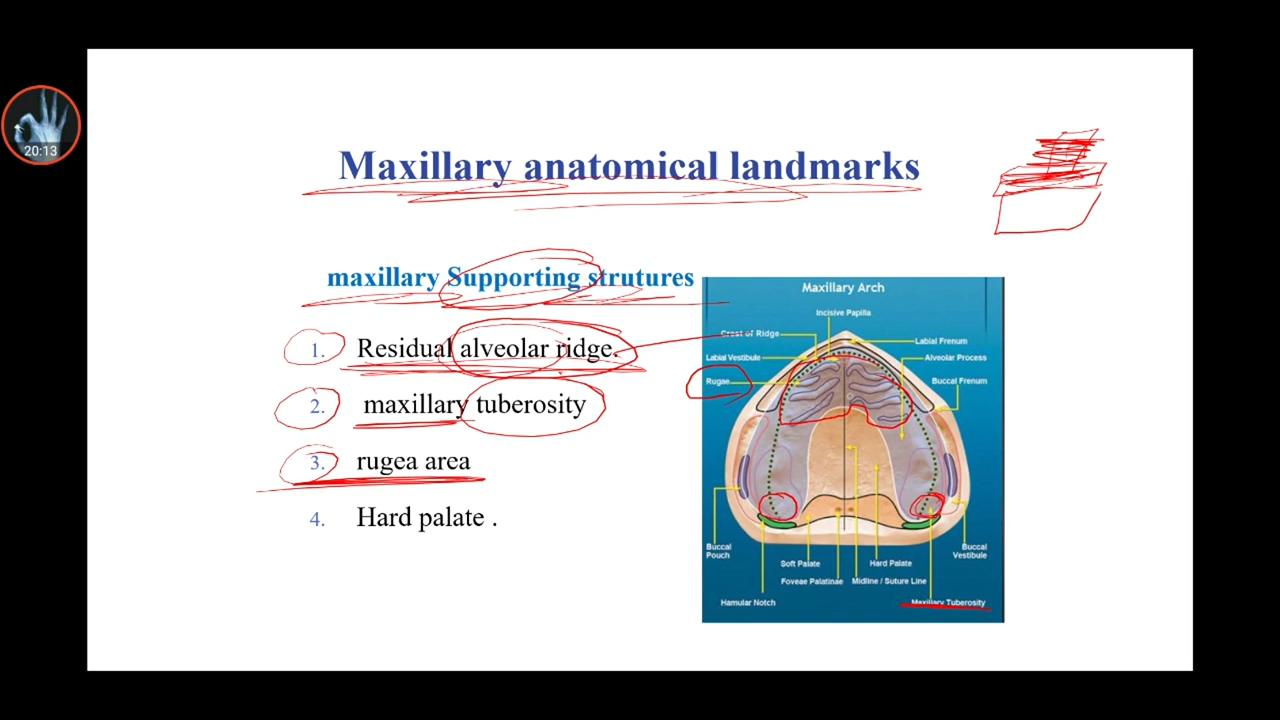 20:13
Maxillary anatomical landmarks
maxillary Supporting strutures
1. Residual alveolar ridge.
2. maxillary tuberosity
3. rugea area
4. Hard palate .
Maxillary Arch
Incisive Papilla
Crest of Ridge
Labial Frenum
Labial Vestibule
Alveolar Process
Rugae
Buccal Frenum
Buccal
Pouch
Buccal
Vestibule
Soft Palate
Hard Palate
Foveae Palatinae
Midline / Suture Line
Hamular Notch
Maxillary Tuberosity